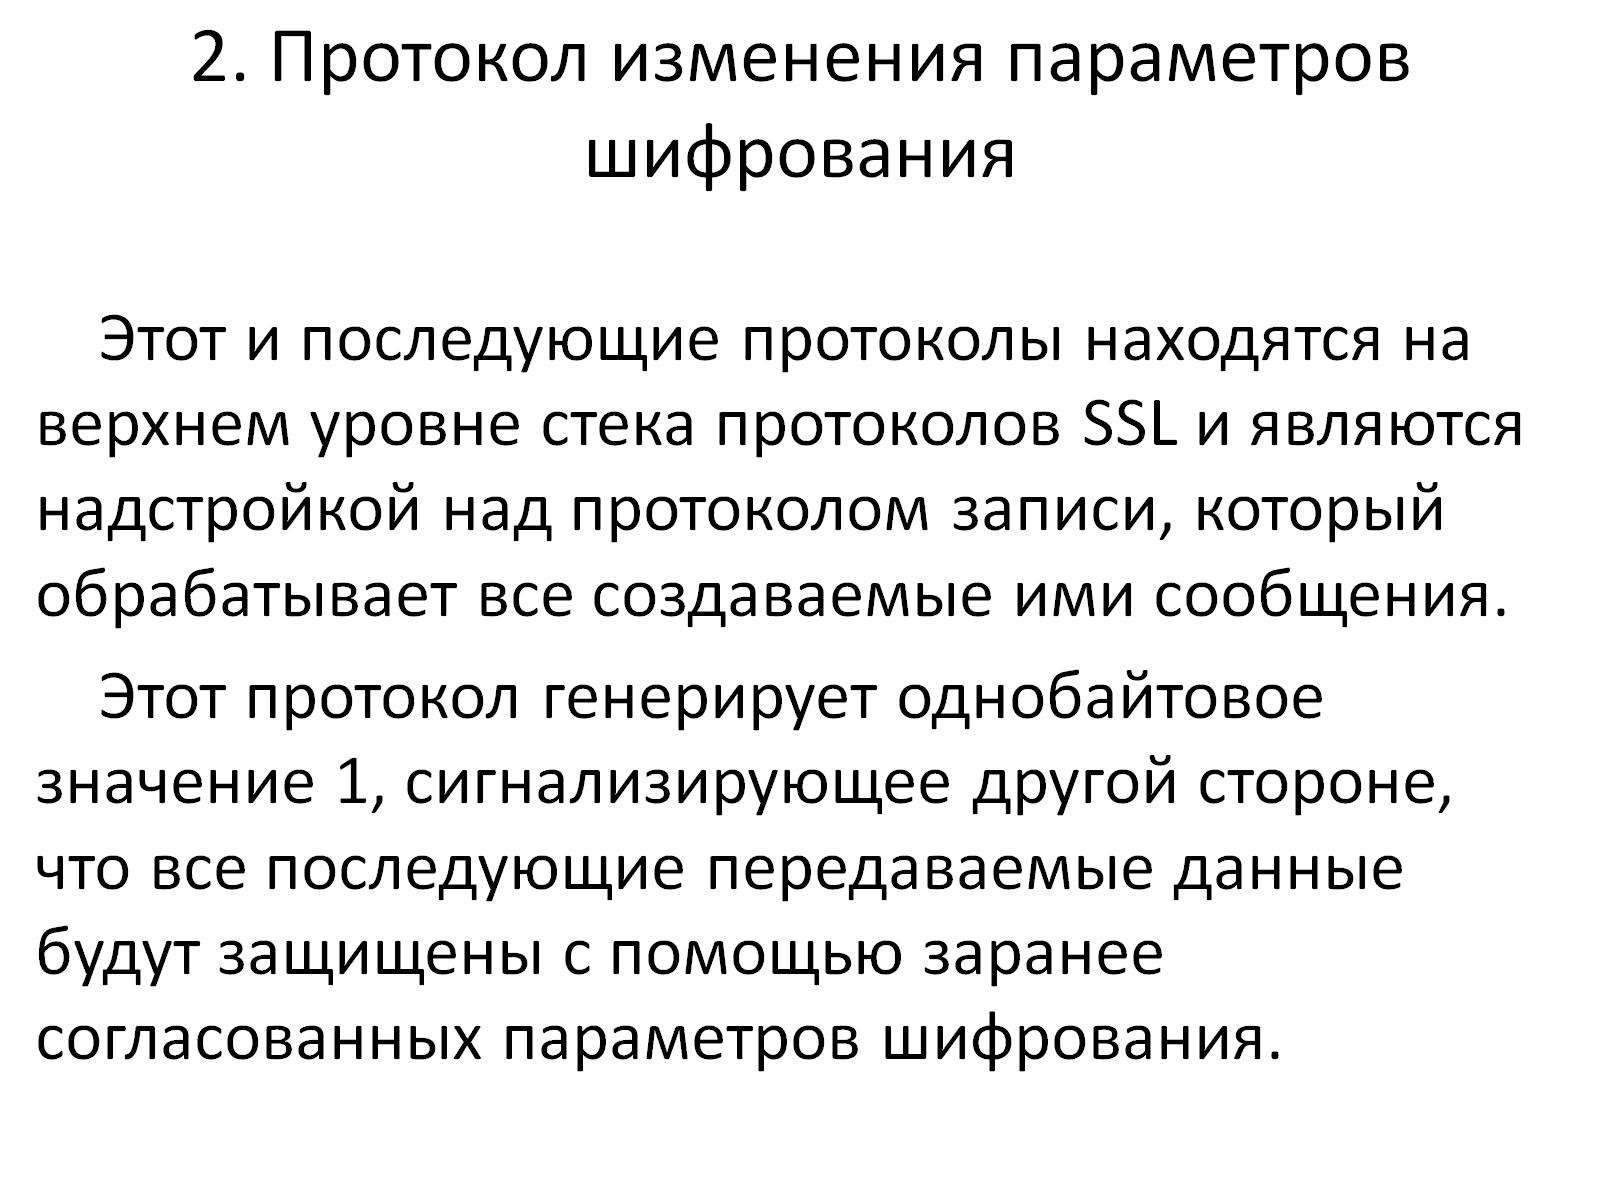 2. Протокол изменения параметров
шифрования
Этот и последующие протоколы находятся на
верхнем уровне стека протоколов SSL и являются
надстройкой над протоколом записи, который
обрабатывает все создаваемые ими сообщения.
Этот протокол генерирует однобайтовое
значение 1, сигнализирующее другой стороне,
что все последующие передаваемые данные
будут защищены с помощью заранее
согласованных параметров шифрования.